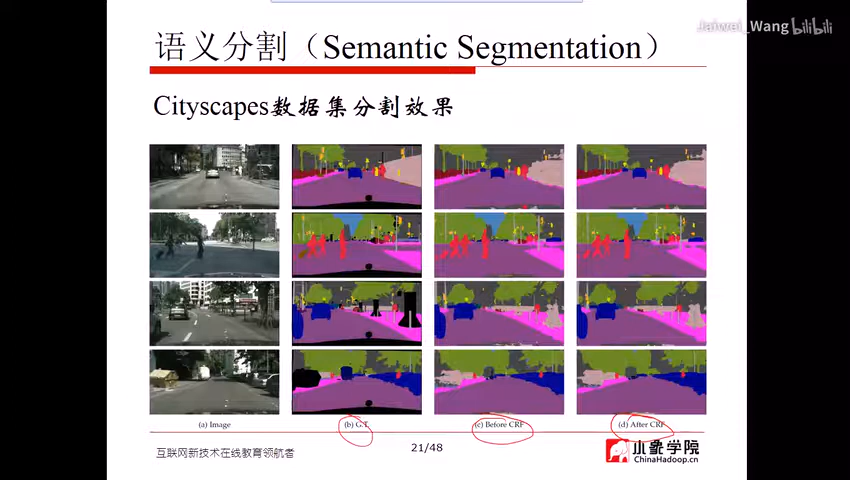 Jaiwei_Wang bilibili
语义分割（Semantic Segmentation）
Cityscapes数据集分割效果
(a) Image
(b) G.T.
(c) Before CRF
(d) After CRF
互联网新技术在线教育领航者
21/48
小象学院
ChinaHadoop.cn